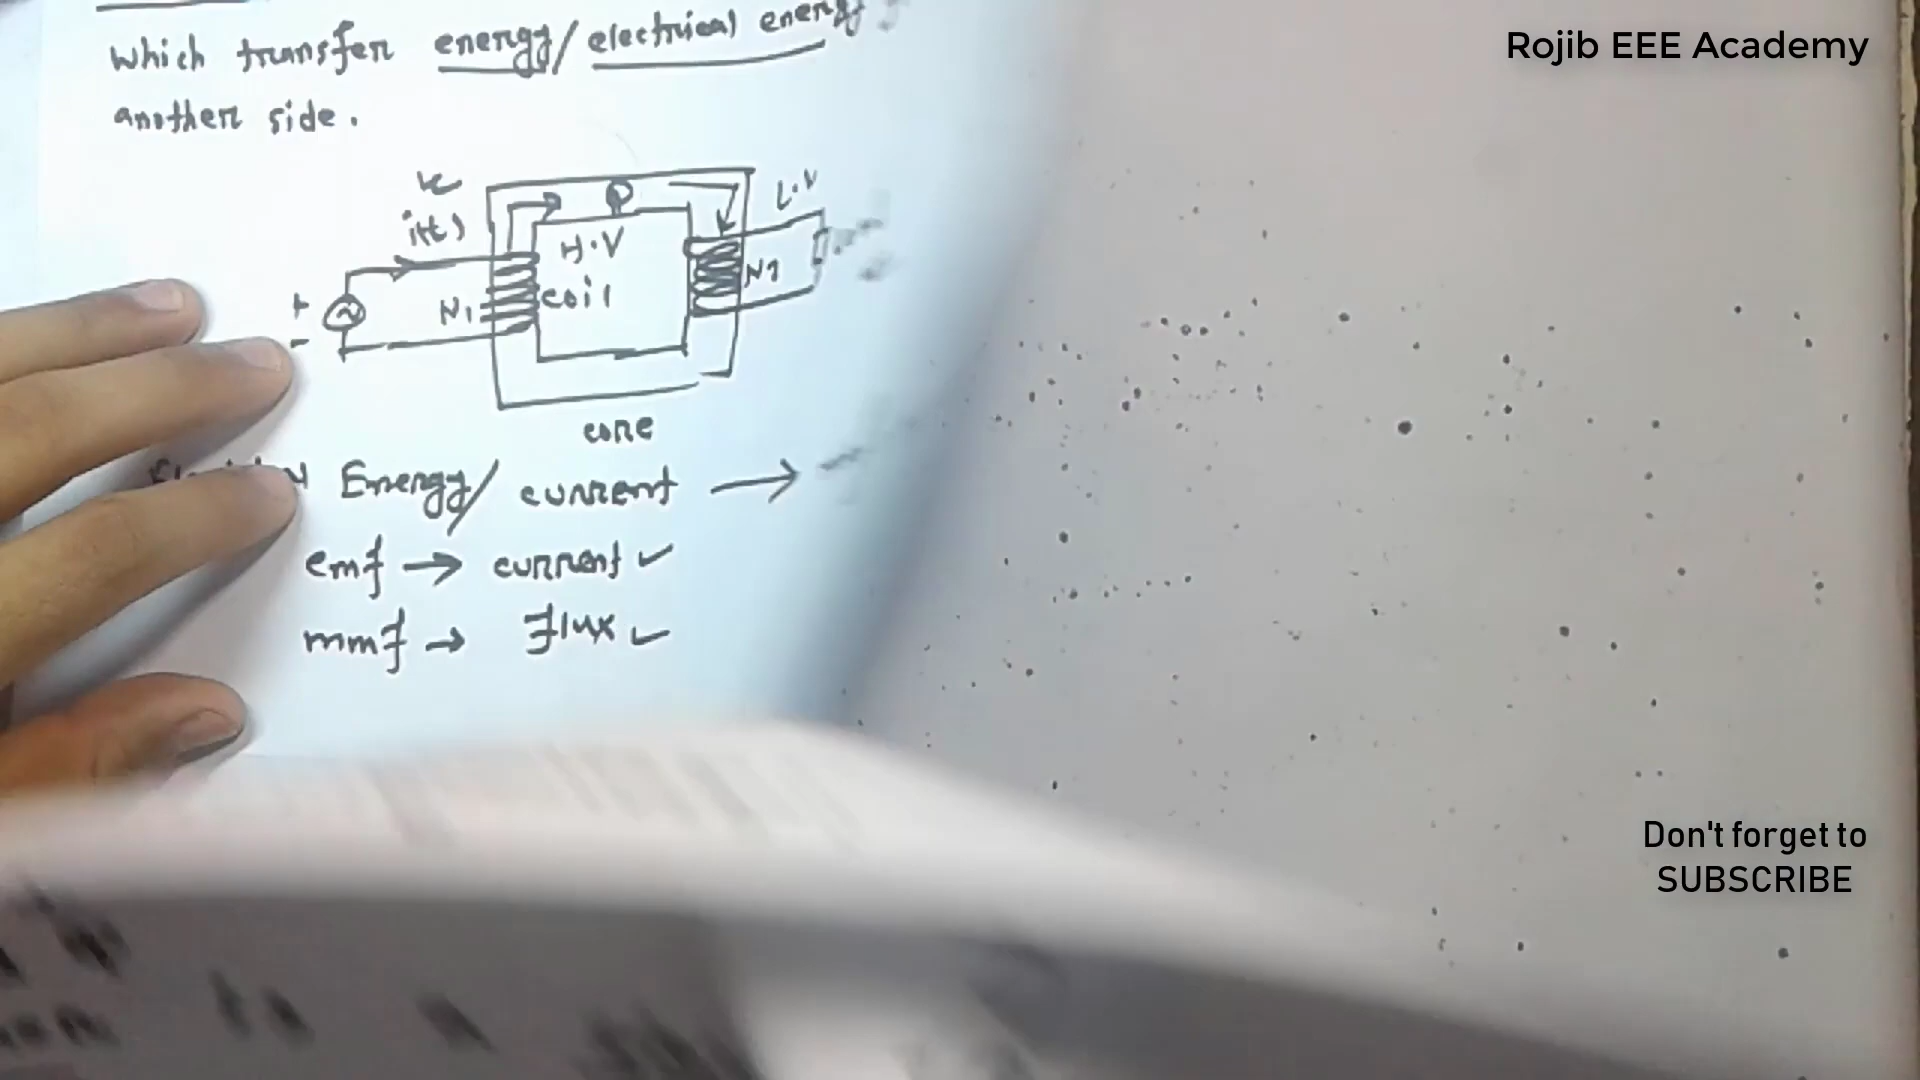 Rojib EEE Academy
which transfer energy/electrical energy
another side.
i(t)
L.V
H.V
+
N1
coil
-
core
Energy/ current →
emf → current ✓
mmf → Flux ✓
Don't forget to
SUBSCRIBE